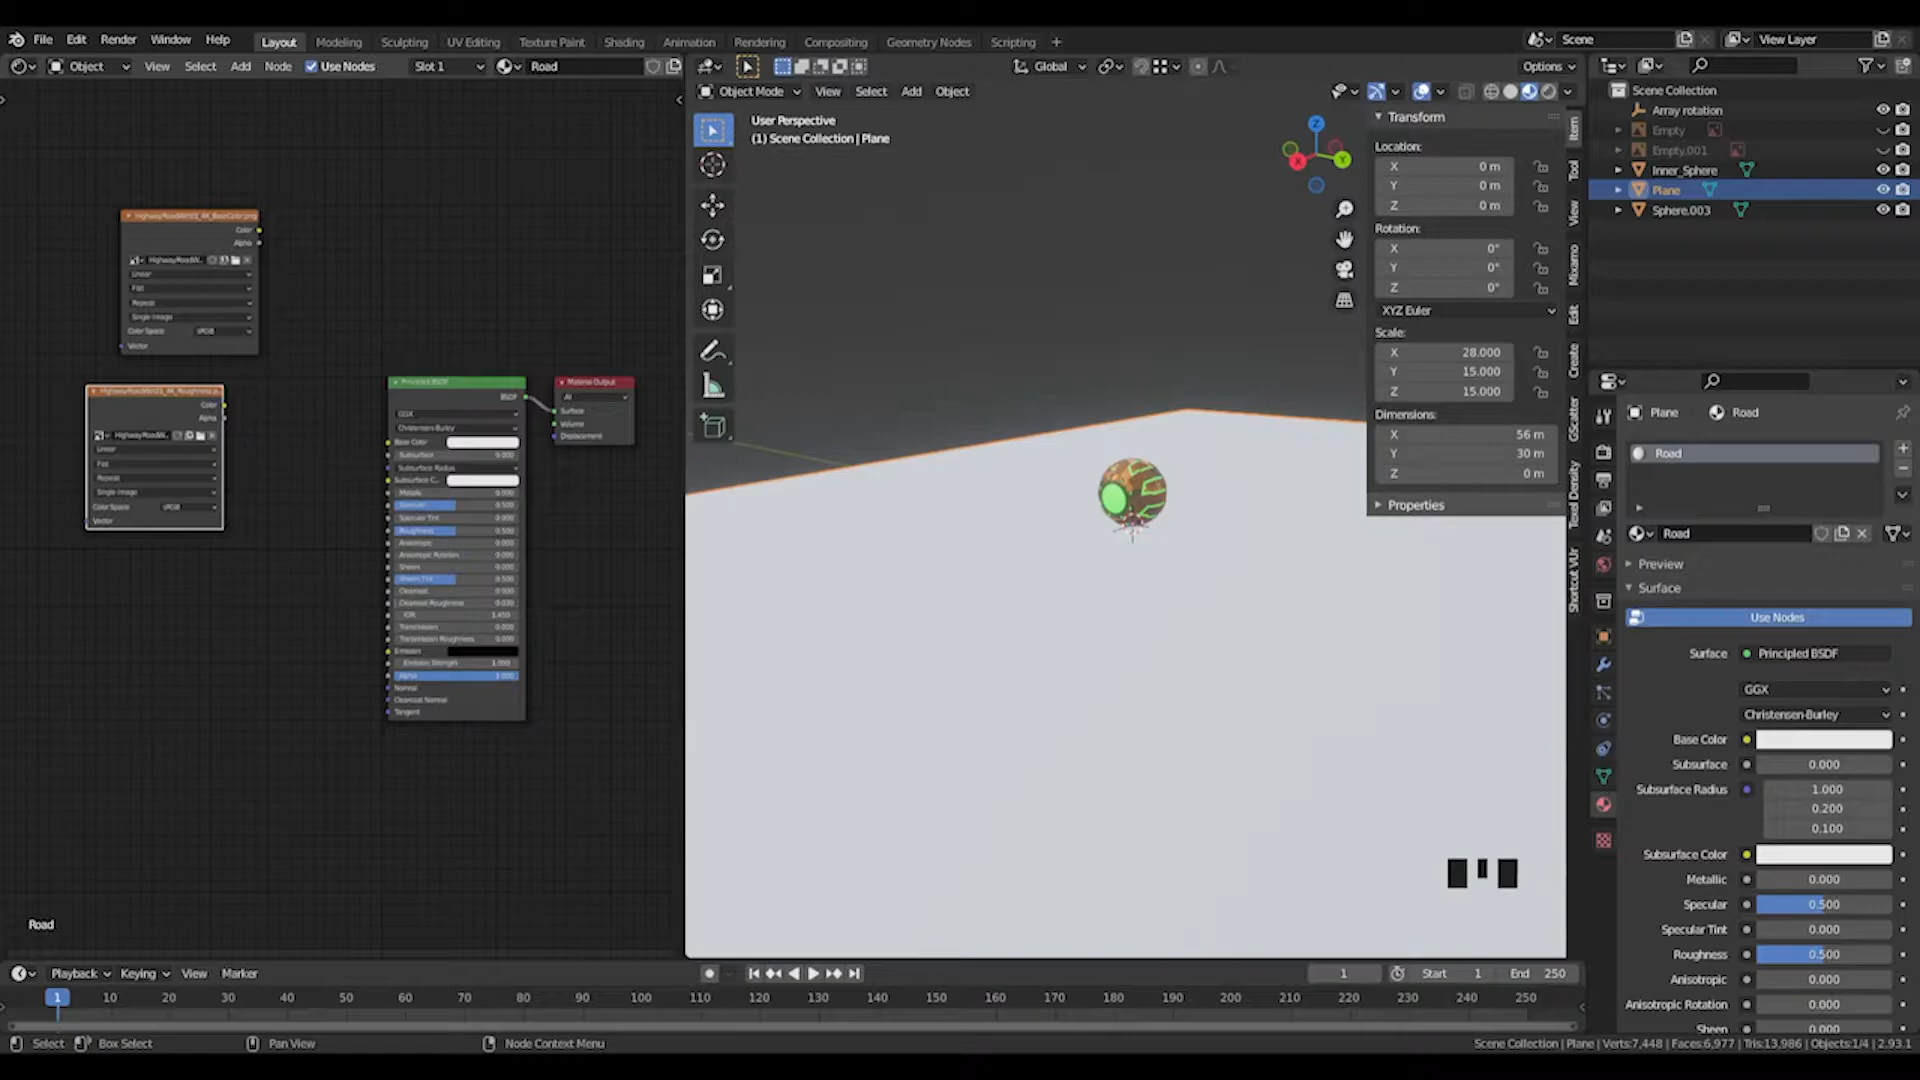 File Edit Render Window Help
Layout Modeling Sculpting UV Editing Texture Paint Shading Animation Rendering Compositing Geometry Nodes Scripting +
Scene
View Layer
Object View Select Add Node Use Nodes Slot 1 Road
Global
Options
Object Mode View Select Add Object
User Perspective
(1) Scene Collection | Plane
Z
X
Y
Transform
Location:
X 0 m
Y 0 m
Z 0 m
Rotation:
X 0°
Y 0°
Z 0°
XYZ Euler
Scale:
X 28.000
Y 15.000
Z 15.000
Dimensions:
X 56 m
Y 30 m
Z 0 m
Properties
Item
Tool
View
Mixamo
Edit
Create
GScatter
Texel Density
Shortcut VUr
Scene Collection
Array rotation
Empty
Empty.001
Inner_Sphere
Plane
Sphere.003
Color
Alpha
HighwayRoadW..
Linear
Flat
Repeat
Single Image
Color Space sRGB
Vector
Color
Alpha
HighwayRoadW..
Linear
Flat
Repeat
Single Image
Color Space sRGB
Vector
Principled BSDF
BSDF
GGX
Christensen-Burley
Base Color
Subsurface 0.000
Subsurface Radius
Subsurface C..
Metallic 0.000
Specular 0.500
Specular Tint 0.000
Roughness 0.500
Anisotropic 0.000
Anisotropic Rotation 0.000
Sheen 0.000
Sheen Tint 0.500
Clearcoat 0.000
Clearcoat Roughness 0.030
IOR 1.450
Transmission 0.000
Transmission Roughness 0.000
Emission
Emission Strength 1.000
Alpha 1.000
Normal
Clearcoat Normal
Tangent
Material Output
All
Surface
Volume
Displacement
Road
Plane Road
Road
Road
Preview
Surface
Use Nodes
Surface Principled BSDF
GGX
Christensen-Burley
Base Color
Subsurface 0.000
Subsurface Radius 1.000
0.200
0.100
Subsurface Color
Metallic 0.000
Specular 0.500
Specular Tint 0.000
Roughness 0.500
Anisotropic 0.000
Anisotropic Rotation 0.000
Sheen 0.000
Playback Keying View Marker
1 Start 1 End 250
1 10 20 30 40 50 60 70 80 90 100 110 120 130 140 150 160 170 180 190 200 210 220 230 240 250
Select Box Select Pan View Node Context Menu
Scene Collection | Plane | Verts:7,448 | Faces:6,977 | Tris:13,986 | Objects:1/4 | 2.93.1